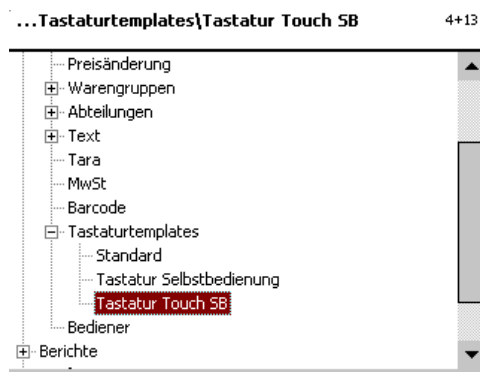 ...Tastaturtemplates\Tastatur Touch SB 4+13
Preisänderung
Warengruppen
Abteilungen
Text
Tara
MwSt
Barcode
Tastaturtemplates
Standard
Tastatur Selbstbedienung
Tastatur Touch SB
Bediener
Berichte